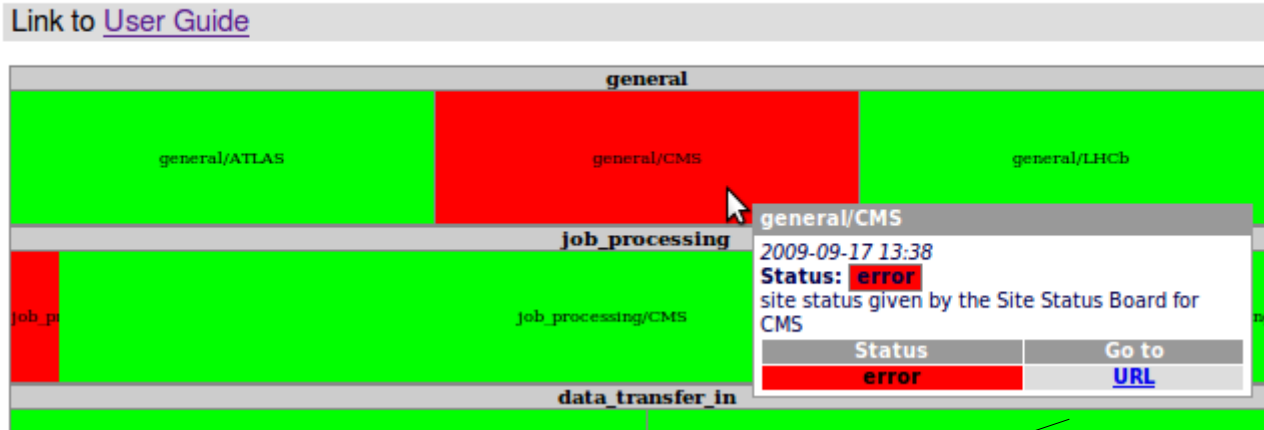 Link to User Guide
general
general/ATLAS
general/CMS
general/LHCb
general/CMS
2009-09-17 13:38
Status: error
site status given by the Site Status Board for
CMS
Status Go to
error URL
job_processing
job_processing/CMS
data_transfer_in